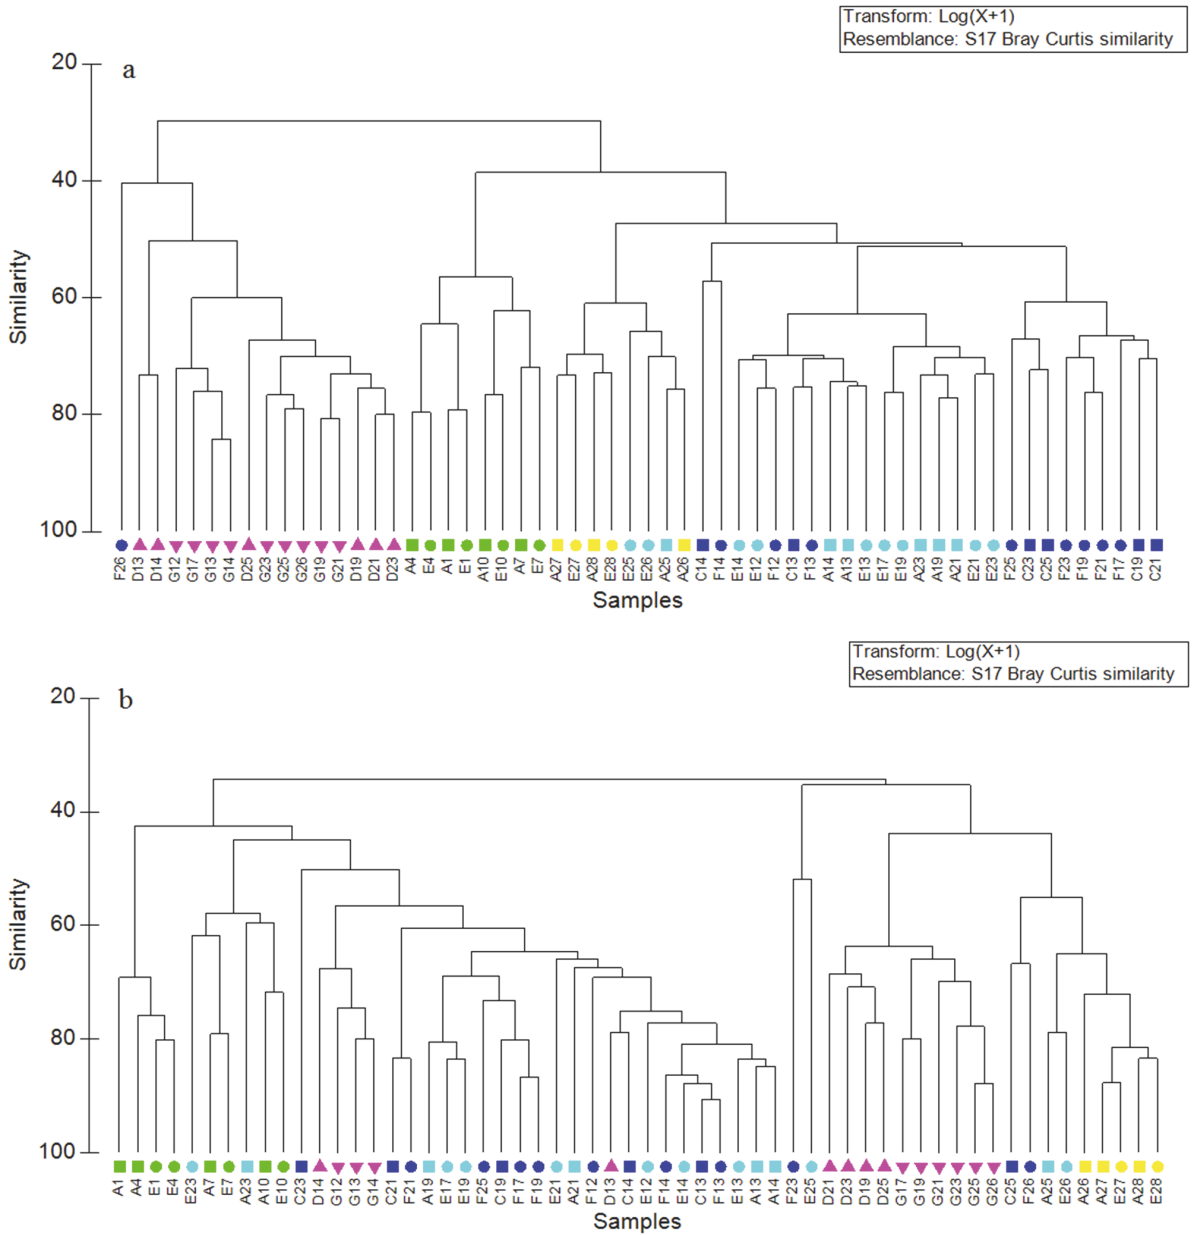 Transform: Log(X+1)
Resemblance: S17 Bray Curtis similarity
a
20
40
60
80
100
Similarity
F26 D13 D14 G12 G17 G13 G14 D25 G23 G25 G26 G19 G21 D19 D21 D23 A4 E4 A1 E1 A10 E10 A7 E7 A27 E27 A28 E28 E25 E26 A25 A26 C14 F14 E14 E12 F12 C13 F13 A14 A13 E13 E17 E19 A23 A19 A21 E21 E23 F25 C23 C25 F23 F19 F21 F17 C19 C21
Samples
Transform: Log(X+1)
Resemblance: S17 Bray Curtis similarity
b
20
40
60
80
100
Similarity
A1 A4 E1 E4 E23 A7 E7 A23 A10 E10 C23 D14 G12 G13 G14 C21 F21 A19 E17 E19 F25 C19 F17 F19 E21 A21 F12 D13 C14 E12 F14 E14 C13 F13 E13 A13 A14 F23 E25 D21 D23 D19 D25 G17 G19 G21 G23 G25 G26 C25 F26 A25 E26 A26 A27 E27 A28 E28
Samples